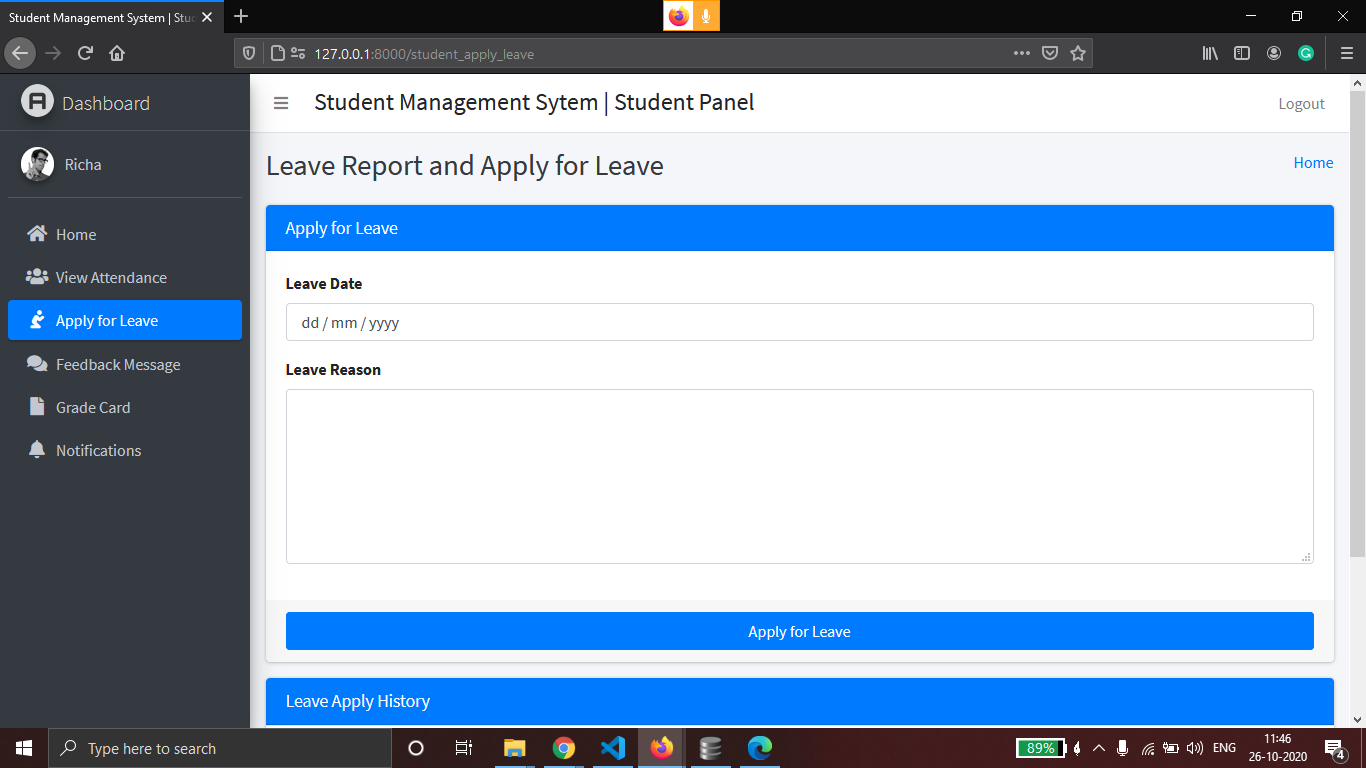 Student Management System | Stud
127.0.0.1:8000/student_apply_leave
Dashboard
Student Management Sytem | Student Panel
Logout
Richa
Leave Report and Apply for Leave
Home
Home
View Attendance
Apply for Leave
Feedback Message
Grade Card
Notifications
Apply for Leave
Leave Date
dd / mm / yyyy
Leave Reason
Apply for Leave
Leave Apply History
Type here to search
89%
ENG
11:46
26-10-2020
4